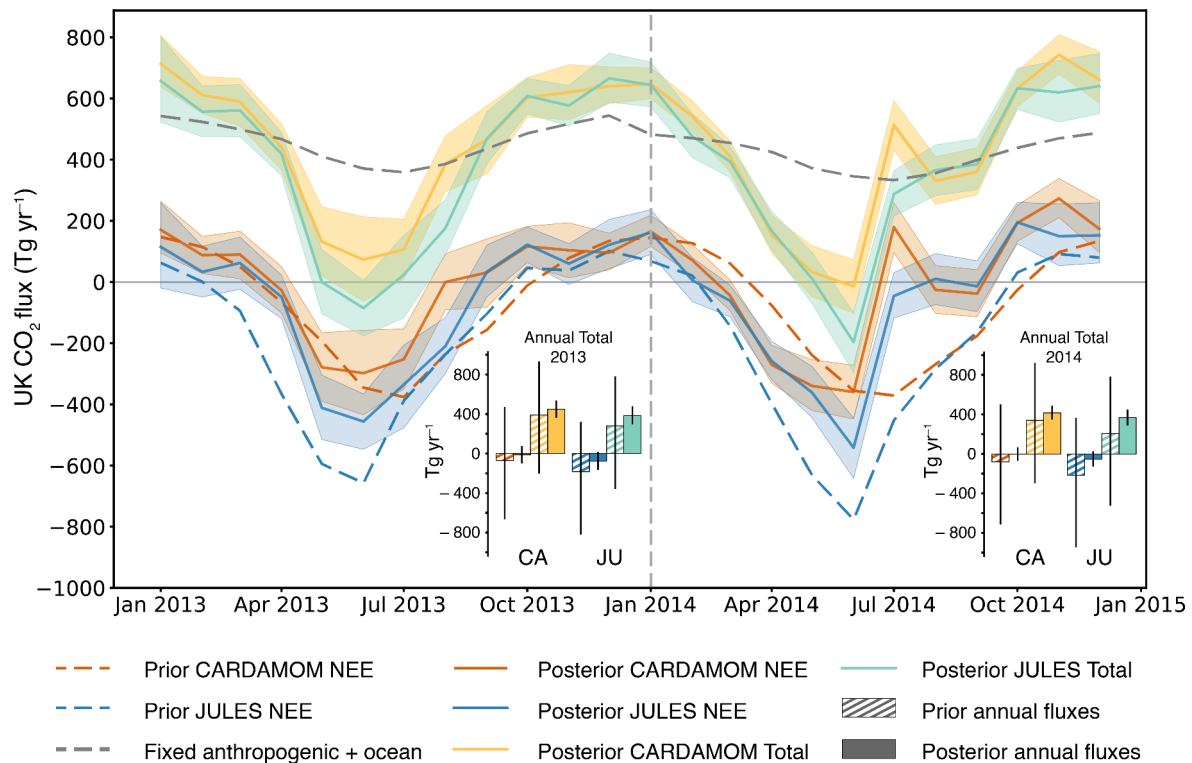 UK CO₂ flux (Tg yr⁻¹)
800
600
400
200
0
−200
−400
−600
−800
−1000
Jan 2013
Apr 2013
Jul 2013
Oct 2013
Jan 2014
Apr 2014
Jul 2014
Oct 2014
Jan 2015
Annual Total
2013
Tg yr⁻¹
800
400
0
−400
−800
CA
JU
Annual Total
2014
Tg yr⁻¹
800
400
0
−400
−800
CA
JU
Prior CARDAMOM NEE
Prior JULES NEE
Fixed anthropogenic + ocean
Posterior CARDAMOM NEE
Posterior JULES NEE
Posterior CARDAMOM Total
Posterior JULES Total
Prior annual fluxes
Posterior annual fluxes